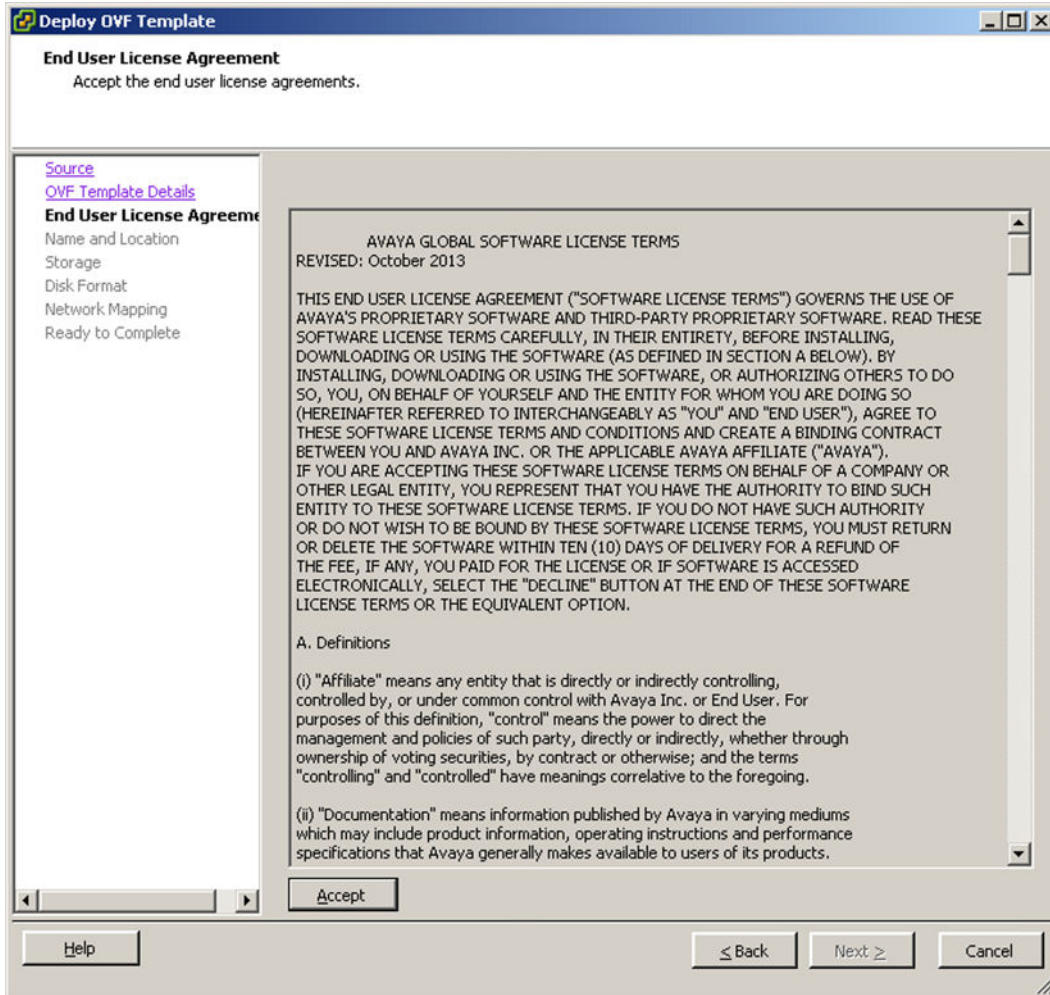 Deploy OVF Template
End User License Agreement
Accept the end user license agreements.
Source
OVF Template Details
End User License Agreeme
Name and Location
Storage
Disk Format
Network Mapping
Ready to Complete
AVAYA GLOBAL SOFTWARE LICENSE TERMS
REVISED: October 2013
THIS END USER LICENSE AGREEMENT ("SOFTWARE LICENSE TERMS") GOVERNS THE USE OF
AVAYA'S PROPRIETARY SOFTWARE AND THIRD-PARTY PROPRIETARY SOFTWARE. READ THESE
SOFTWARE LICENSE TERMS CAREFULLY, IN THEIR ENTIRETY, BEFORE INSTALLING,
DOWNLOADING OR USING THE SOFTWARE (AS DEFINED IN SECTION A BELOW). BY
INSTALLING, DOWNLOADING OR USING THE SOFTWARE, OR AUTHORIZING OTHERS TO DO
SO, YOU, ON BEHALF OF YOURSELF AND THE ENTITY FOR WHOM YOU ARE DOING SO
(HEREINAFTER REFERRED TO INTERCHANGEABLY AS "YOU" AND "END USER"), AGREE TO
THESE SOFTWARE LICENSE TERMS AND CONDITIONS AND CREATE A BINDING CONTRACT
BETWEEN YOU AND AVAYA INC. OR THE APPLICABLE AVAYA AFFILIATE ("AVAYA").
IF YOU ARE ACCEPTING THESE SOFTWARE LICENSE TERMS ON BEHALF OF A COMPANY OR
OTHER LEGAL ENTITY, YOU REPRESENT THAT YOU HAVE THE AUTHORITY TO BIND SUCH
ENTITY TO THESE SOFTWARE LICENSE TERMS. IF YOU DO NOT HAVE SUCH AUTHORITY
OR DO NOT WISH TO BE BOUND BY THESE SOFTWARE LICENSE TERMS, YOU MUST RETURN
OR DELETE THE SOFTWARE WITHIN TEN (10) DAYS OF DELIVERY FOR A REFUND OF
THE FEE, IF ANY, YOU PAID FOR THE LICENSE OR IF SOFTWARE IS ACCESSED
ELECTRONICALLY, SELECT THE "DECLINE" BUTTON AT THE END OF THESE SOFTWARE
LICENSE TERMS OR THE EQUIVALENT OPTION.
A. Definitions
(i) "Affiliate" means any entity that is directly or indirectly controlling,
controlled by, or under common control with Avaya Inc. or End User. For
purposes of this definition, "control" means the power to direct the
management and policies of such party, directly or indirectly, whether through
ownership of voting securities, by contract or otherwise; and the terms
"controlling" and "controlled" have meanings correlative to the foregoing.
(ii) "Documentation" means information published by Avaya in varying mediums
which may include product information, operating instructions and performance
specifications that Avaya generally makes available to users of its products.
Accept
Help
< Back
Next >
Cancel